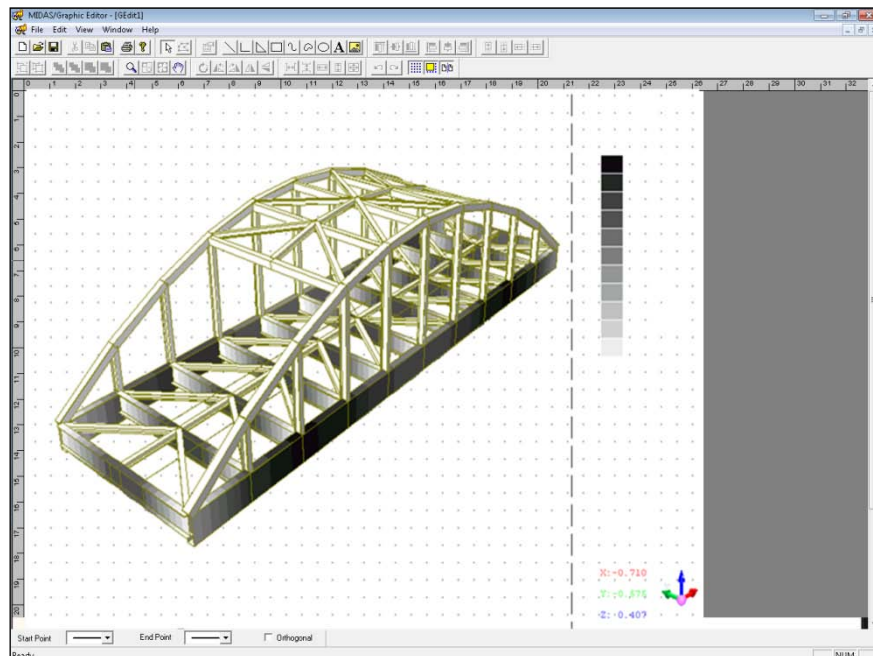 MIDAS/Graphic Editor - [GEdit1]
File Edit View Window Help
A
0 1 2 3 4 5 6 7 8 9 10 11 12 13 14 15 16 17 18 19 20 21 22 23 24 25 26 27 28 29 30 31 32
0
1
2
3
4
5
6
7
8
9
10
11
12
13
14
15
16
17
18
19
20
X:-0.710
Z:-0.407
Start Point End Point Orthogonal
Ready NUM